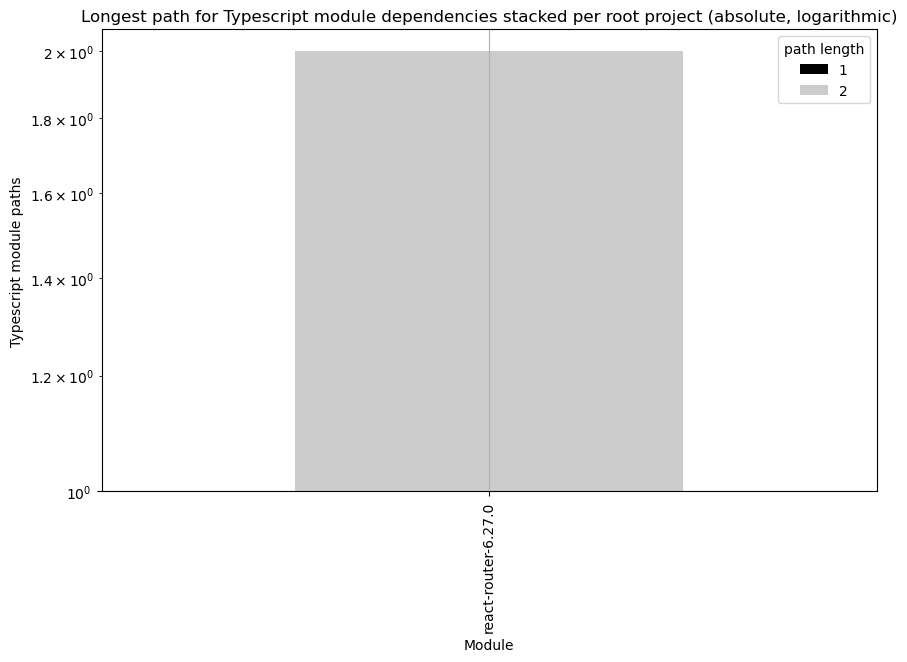 Longest path for Typescript module dependencies stacked per root project (absolute, logarithmic)
path length
1
2
Typescript module paths
2 × 10⁰
1.8 × 10⁰
1.6 × 10⁰
1.4 × 10⁰
1.2 × 10⁰
10⁰
react-router-6.27.0
Module